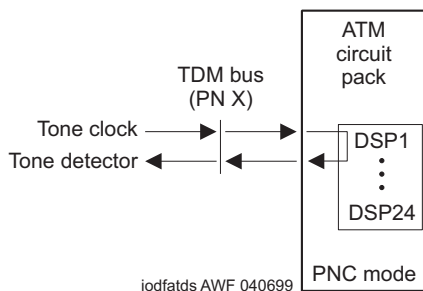 ATM
circuit
pack
TDM bus
(PN X)
Tone clock
Tone detector
DSP1
DSP24
PNC mode
iodfatds AWF 040699